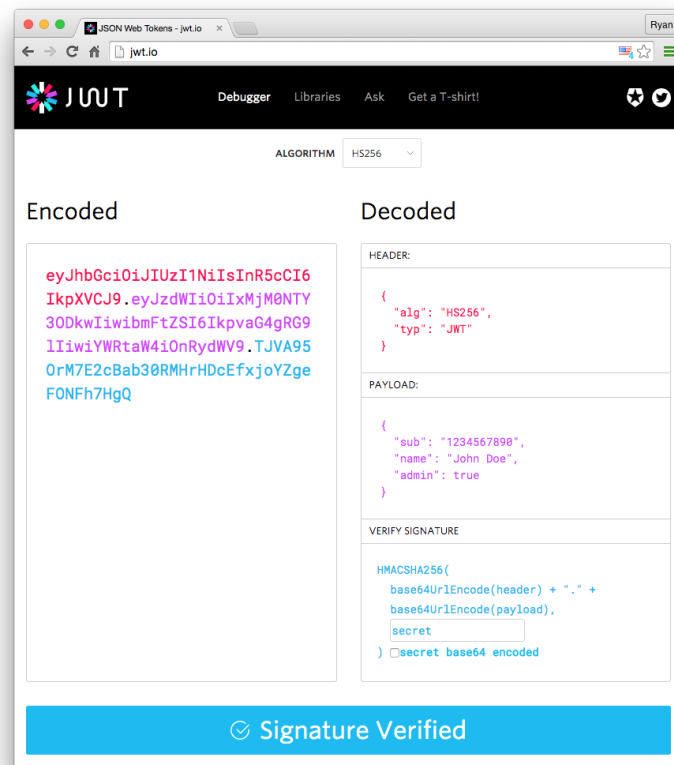 JSON Web Tokens - jwt.io
Ryan
jwt.io
JWT
Debugger Libraries Ask Get a T-shirt!
ALGORITHM HS256
Encoded
eyJhbGciOiJIUzI1NiIsInR5cCI6
IkpXVCJ9.eyJzdWIiOiIxMjM0NTY
3ODkwIiwibmFtZSI6IkpvaG4gRG9
lIiwiYWRtaW4iOnRydWV9.TJVA95
OrM7E2cBab30RMHrHDcEfxjoYZge
FONFh7HgQ
Decoded
HEADER:
{
"alg": "HS256",
"typ": "JWT"
}
PAYLOAD:
{
"sub": "1234567890",
"name": "John Doe",
"admin": true
}
VERIFY SIGNATURE
HMACSHA256(
base64UrlEncode(header) + "." +
base64UrlEncode(payload),
secret
) secret base64 encoded
Signature Verified